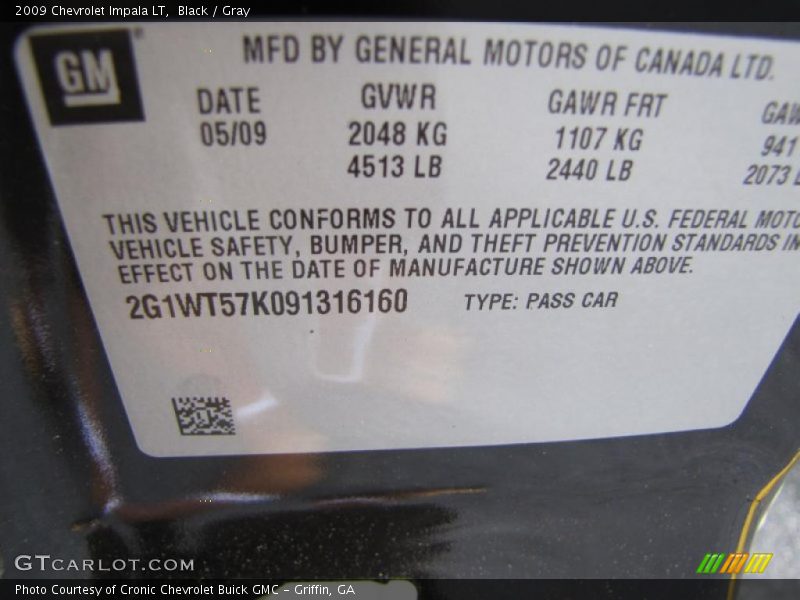 2009 Chevrolet Impala LT, Black / Gray
GM
MFD BY GENERAL MOTORS OF CANADA LTD.
DATE GVWR GAWR FRT
05/09 2048 KG 1107 KG 941
4513 LB 2440 LB 2073
THIS VEHICLE CONFORMS TO ALL APPLICABLE U.S. FEDERAL
VEHICLE SAFETY, BUMPER, AND THEFT PREVENTION STANDARDS IN
EFFECT ON THE DATE OF MANUFACTURE SHOWN ABOVE.
2G1WT57K091316160 TYPE: PASS CAR
GTCARLOT.COM
Photo Courtesy of Cronic Chevrolet Buick GMC - Griffin, GA